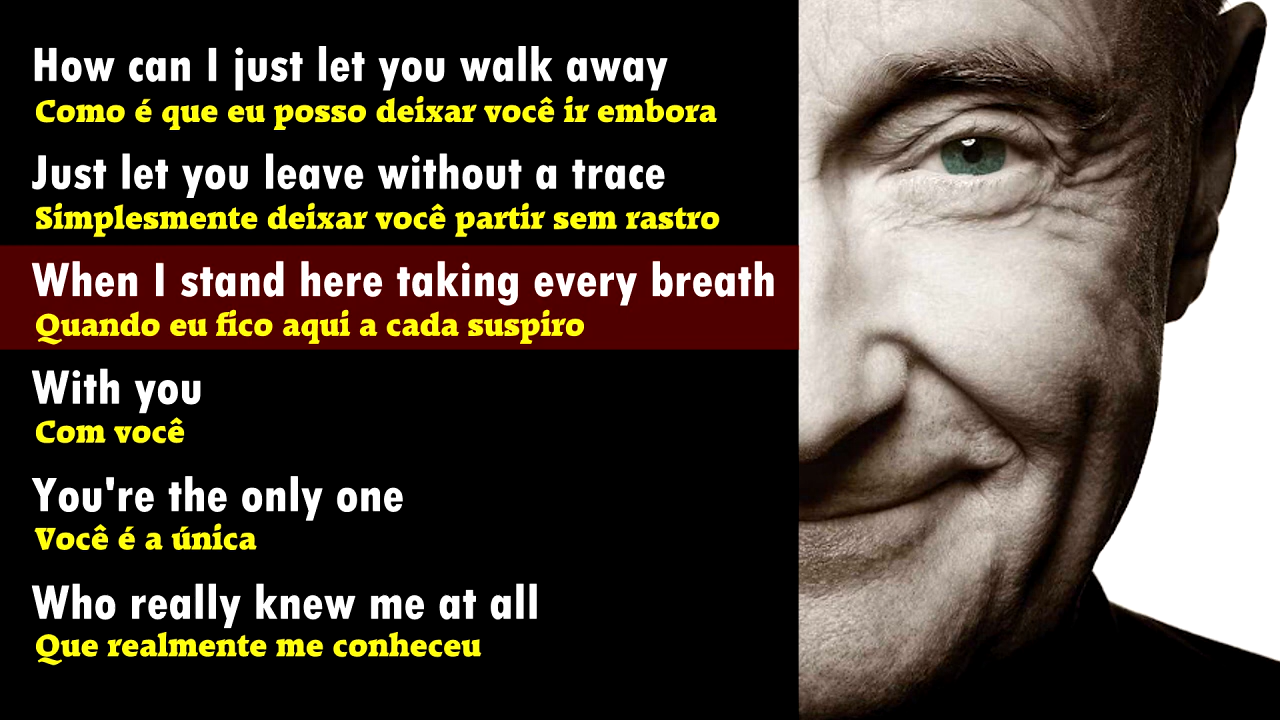 How can I just let you walk away
Como é que eu posso deixar você ir embora
Just let you leave without a trace
Simplesmente deixar você partir sem rastro
When I stand here taking every breath
Quando eu fico aqui a cada suspiro
With you
Com você
You're the only one
Você é a única
Who really knew me at all
Que realmente me conheceu